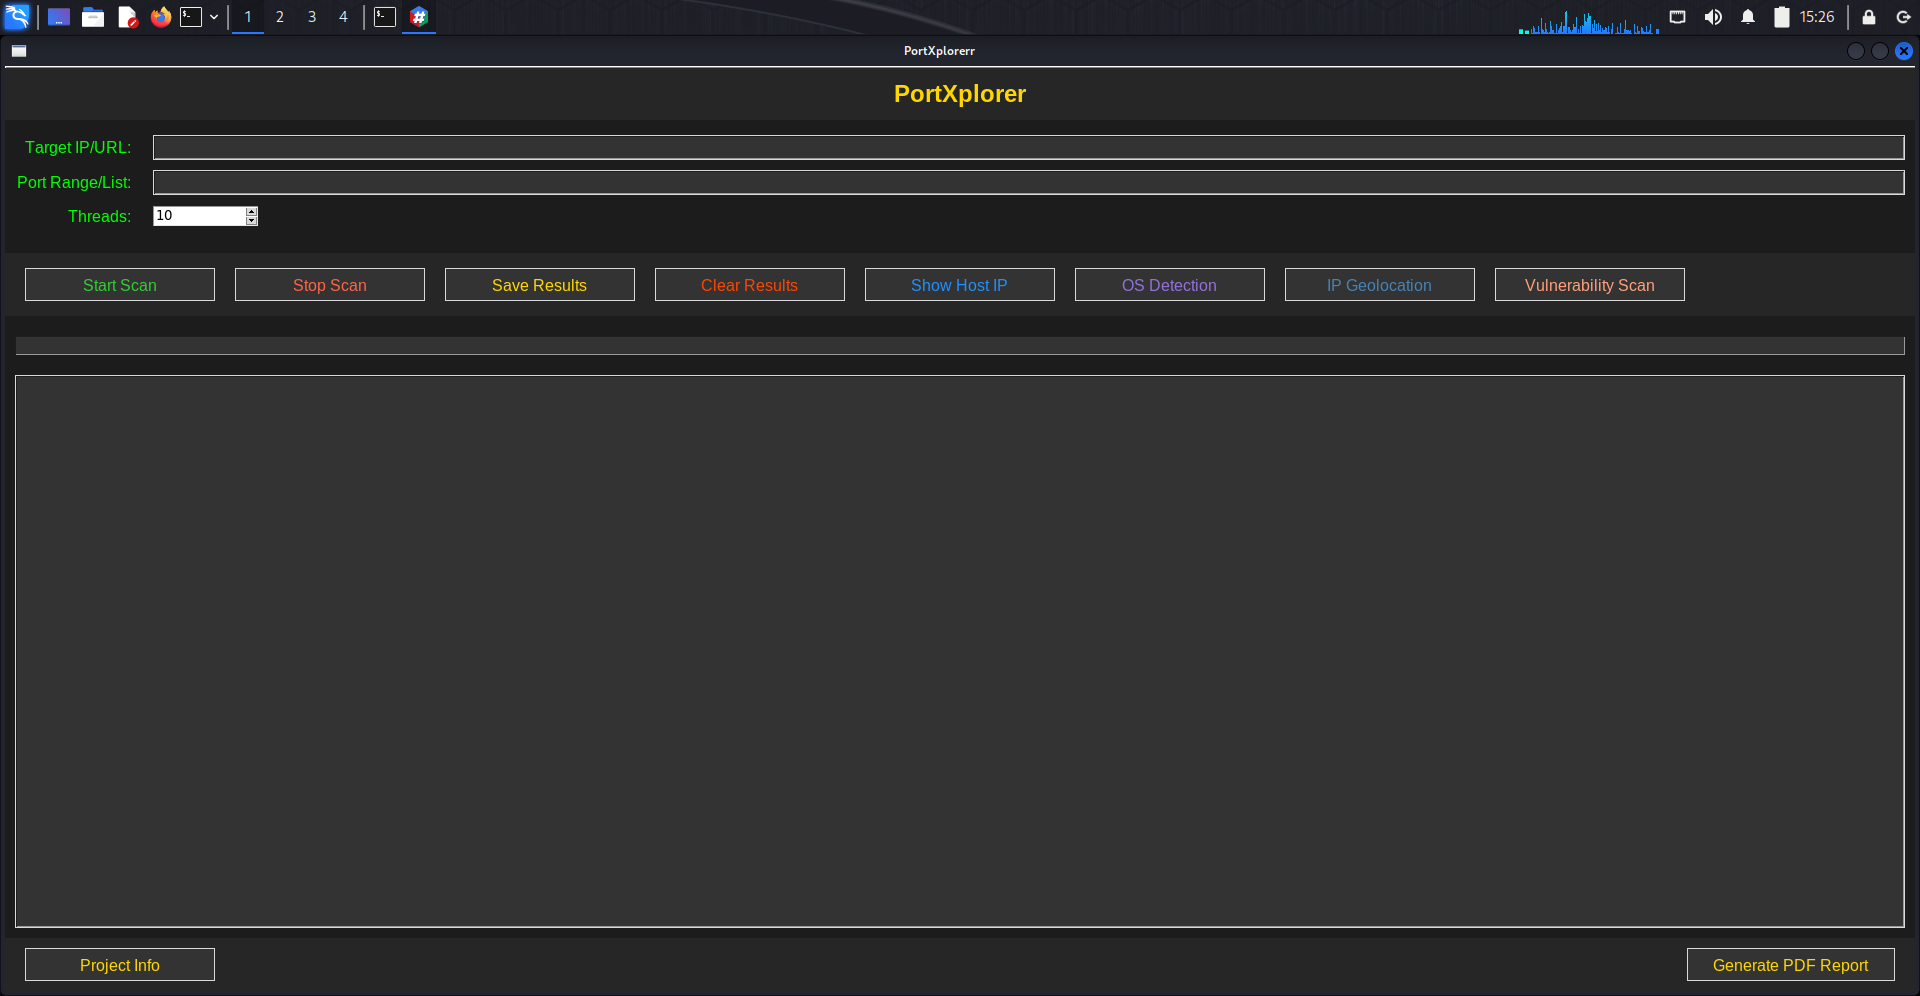 1 2 3 4 15:26
PortXplorerr
PortXplorer
Target IP/URL:
Port Range/List:
Threads: 10
Start Scan Stop Scan Save Results Clear Results Show Host IP OS Detection IP Geolocation Vulnerability Scan
Project Info Generate PDF Report